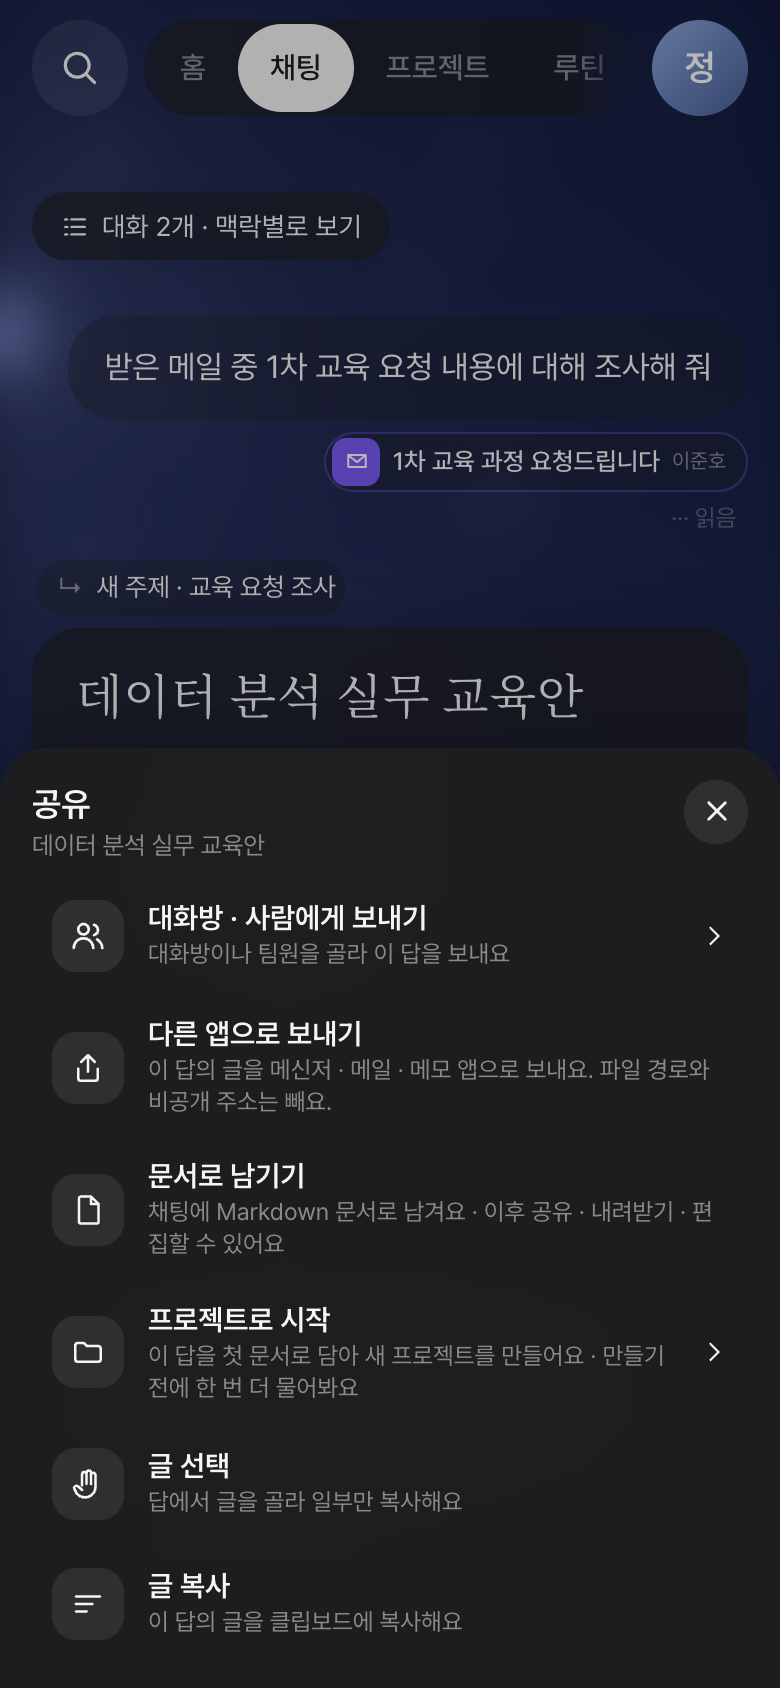 홈
채팅
프로젝트
루틴
정
대화 2개 · 맥락별로 보기
받은 메일 중 1차 교육 요청 내용에 대해 조사해 줘
1차 교육 과정 요청드립니다 이준호
··· 읽음
새 주제 · 교육 요청 조사
데이터 분석 실무 교육안
공유
데이터 분석 실무 교육안
대화방 · 사람에게 보내기
대화방이나 팀원을 골라 이 답을 보내요
다른 앱으로 보내기
이 답의 글을 메신저 · 메일 · 메모 앱으로 보내요. 파일 경로와
비공개 주소는 빼요.
문서로 남기기
채팅에 Markdown 문서로 남겨요 · 이후 공유 · 내려받기 · 편
집할 수 있어요
프로젝트로 시작
이 답을 첫 문서로 담아 새 프로젝트를 만들어요 · 만들기
전에 한 번 더 물어봐요
글 선택
답에서 글을 골라 일부만 복사해요
글 복사
이 답의 글을 클립보드에 복사해요